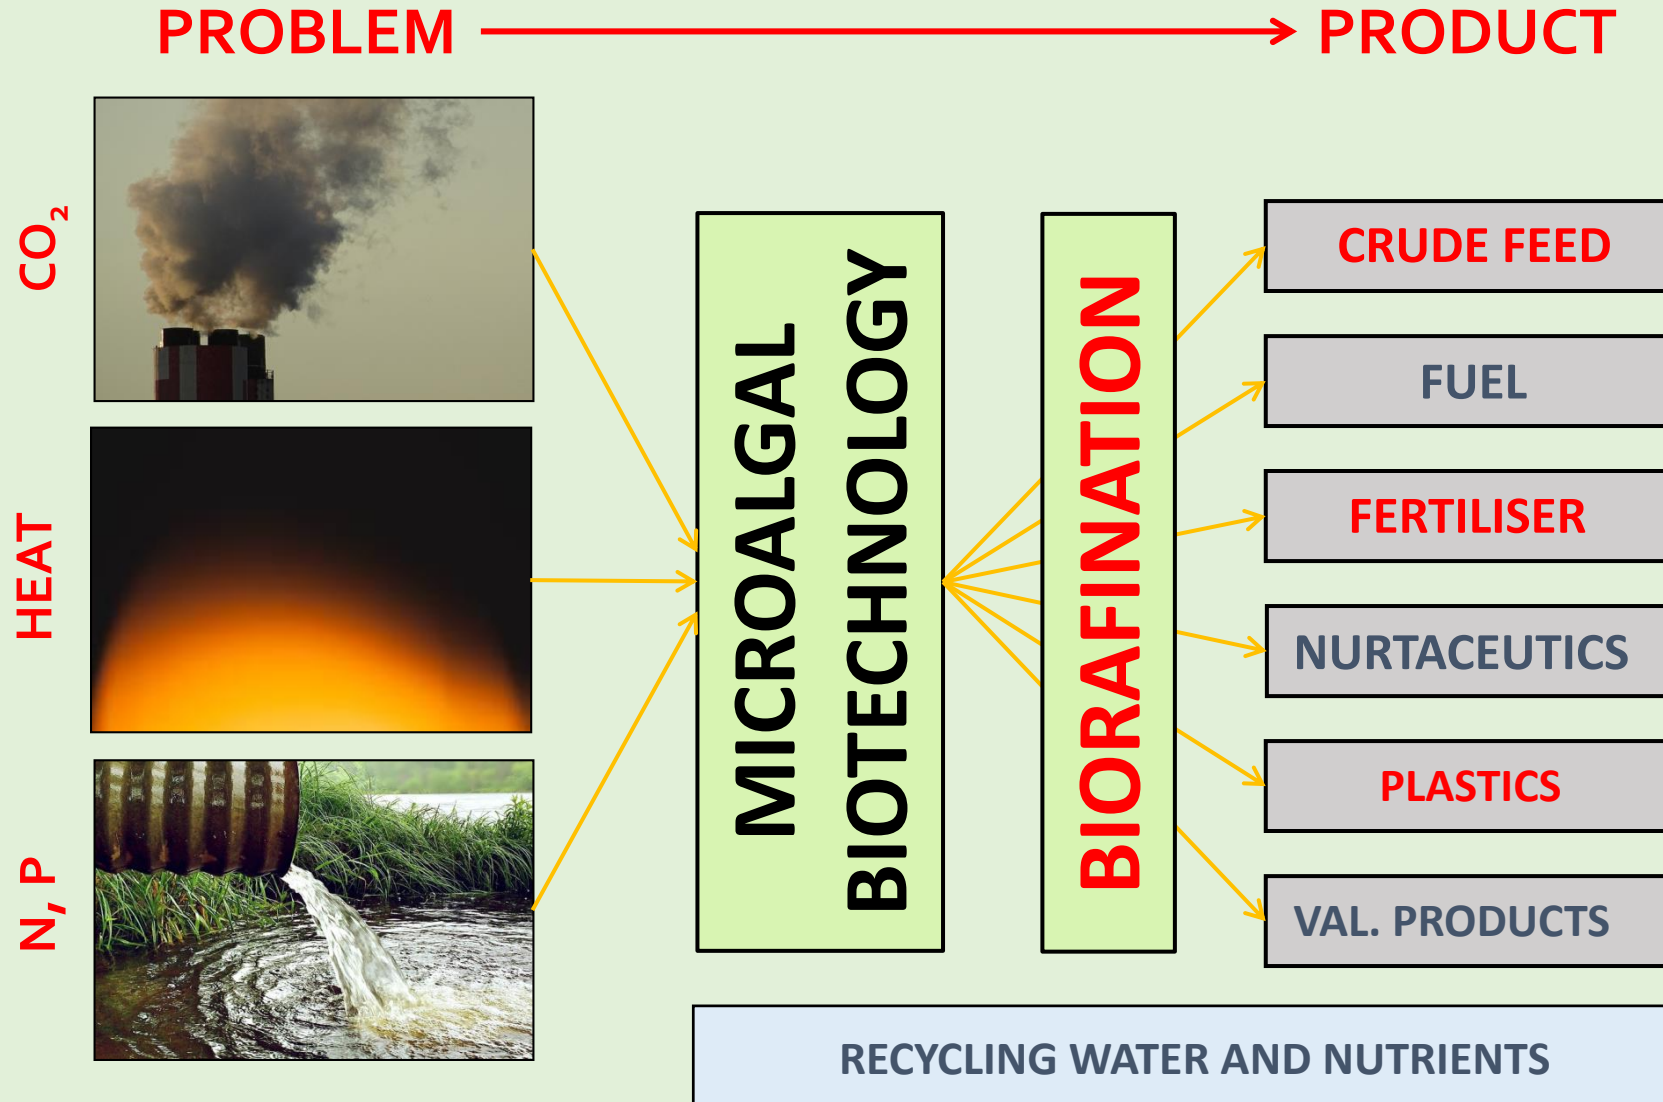 PROBLEM
PRODUCT
CO₂
HEAT
N, P
MICROALGAL
BIOTECHNOLOGY
BIORAFINATION
CRUDE FEED
FUEL
FERTILISER
NURTACEUTICS
PLASTICS
VAL. PRODUCTS
RECYCLING WATER AND NUTRIENTS